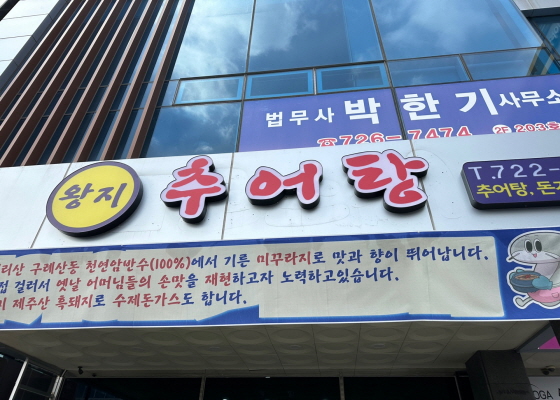 법무사 박한기 사무소
☎726-7474 2층 203호
왕지 추어탕
T.722-
추어탕,
리산 구례산동 천연암반수(100%)에서 기른 미꾸라지로 맛과 향이 뛰어납니다.
접 걸러서 옛날 어머님들의 손맛을 재현하고자 노력하고있습니다.
제주산 흑돼지로 수제돈가스도 합니다.